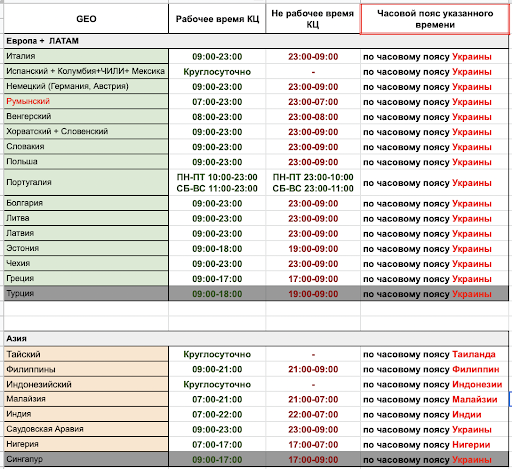 GEO Рабочее время КЦ Не рабочее время КЦ Часовой пояс указанного времени
Европа + ЛАТАМ
Италия 09:00-23:00 23:00-09:00 по часовому поясу Украины
Испанский + Колумбия+ЧИЛИ+ Мексика Круглосуточно - по часовому поясу Украины
Немецкий (Германия, Австрия) 09:00-23:00 23:00-09:00 по часовому поясу Украины
Румынский 07:00-23:00 23:00-07:00 по часовому поясу Украины
Венгерский 08:00-23:00 23:00-08:00 по часовому поясу Украины
Хорватский + Словенский 09:00-23:00 23:00-09:00 по часовому поясу Украины
Словакия 09:00-23:00 23:00-09:00 по часовому поясу Украины
Польша 09:00-23:00 23:00-09:00 по часовому поясу Украины
Португалия ПН-ПТ 10:00-23:00 СБ-ВС 11:00-23:00 ПН-ПТ 23:00-10:00 СБ-ВС 23:00-11:00 по часовому поясу Украины
Болгария 09:00-23:00 23:00-09:00 по часовому поясу Украины
Литва 09:00-23:00 23:00-09:00 по часовому поясу Украины
Латвия 09:00-23:00 23:00-09:00 по часовому поясу Украины
Эстония 09:00-18:00 19:00-09:00 по часовому поясу Украины
Чехия 09:00-23:00 23:00-09:00 по часовому поясу Украины
Греция 09:00-17:00 17:00-09:00 по часовому поясу Украины
Турция 09:00-18:00 19:00-09:00 по часовому поясу Украины
Азия
Тайский Круглосуточно - по часовому поясу Таиланда
Филиппины 09:00-21:00 21:00-09:00 по часовому поясу Филиппин
Индонезийский Круглосуточно - по часовому поясу Индонезии
Малайзия 07:00-21:00 21:00-07:00 по часовому поясу Малайзии
Индия 07:00-22:00 22:00-07:00 по часовому поясу Индии
Саудовская Аравия 09:00-23:00 23:00-09:00 по часовому поясу Украины
Нигерия 07:00-17:00 17:00-07:00 по часовому поясу Нигерии
Сингапур 09:00-17:00 17:00-09:00 по часовому поясу Украины